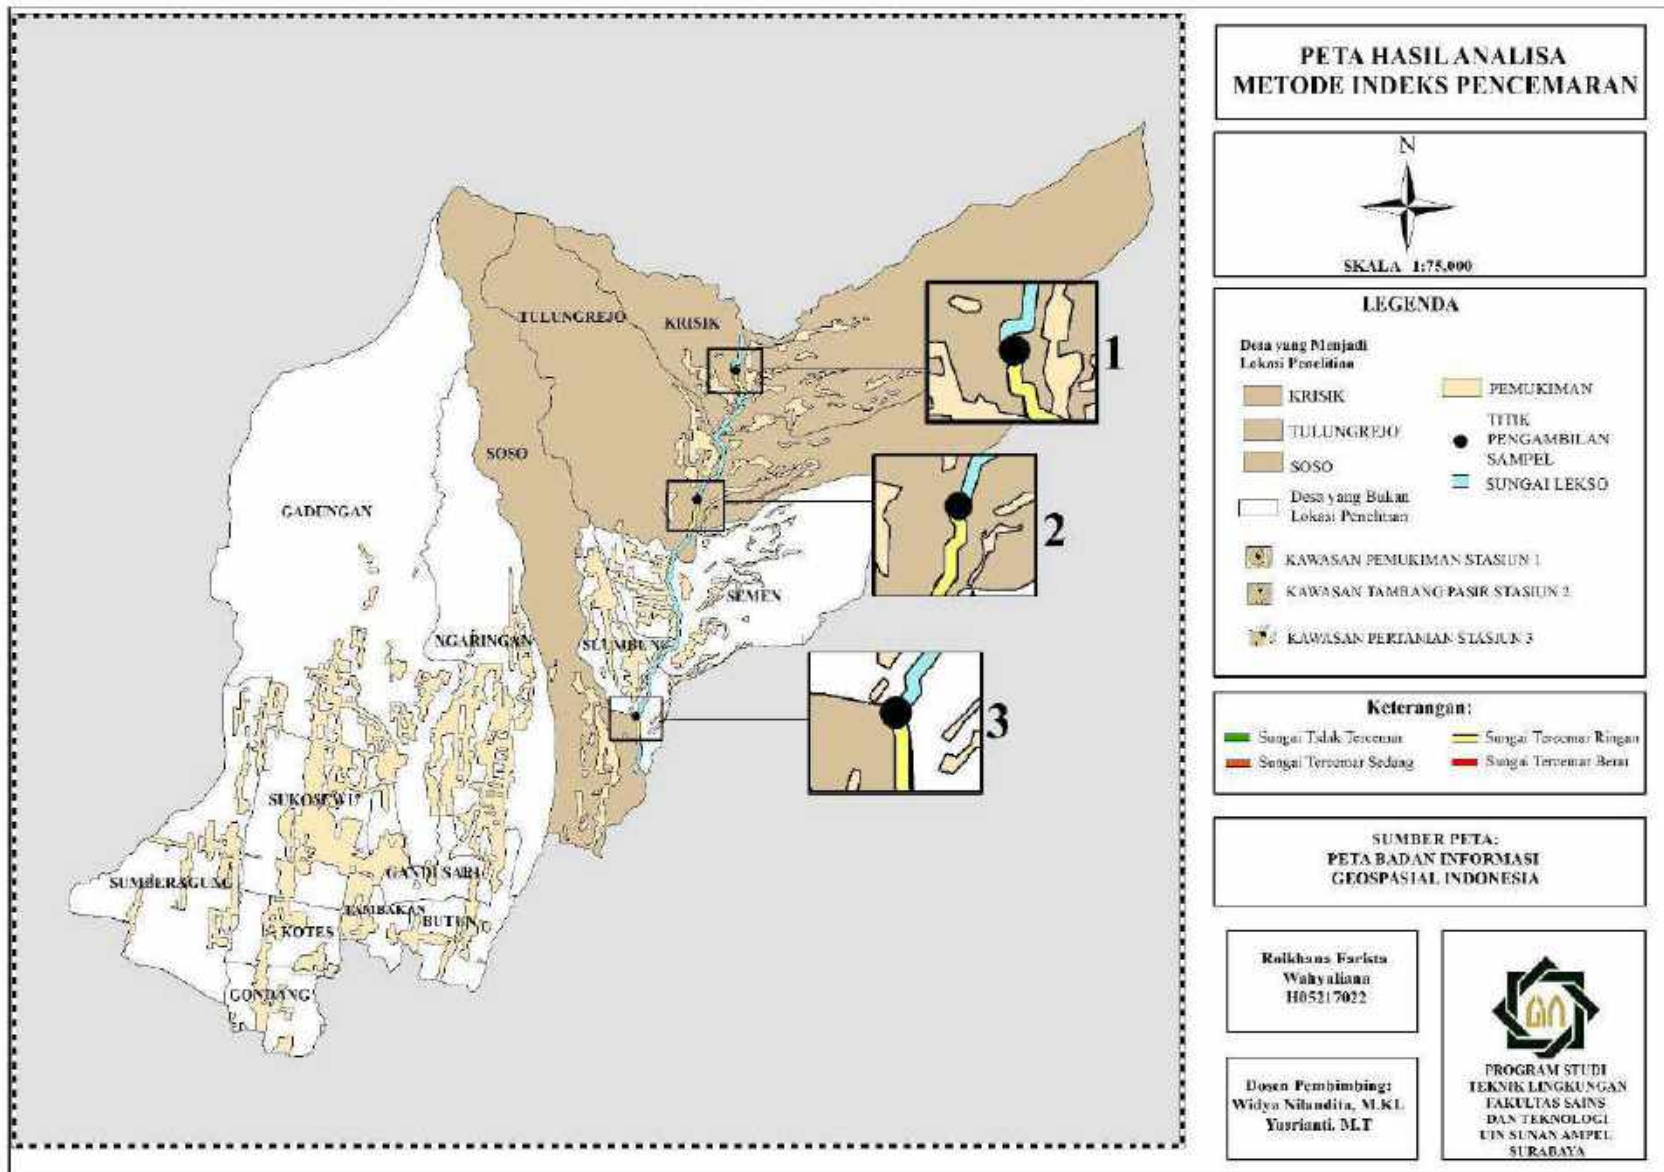 PETA HASIL ANALISA
METODE INDEKS PENCEMARAN
N
SKALA 1:75,000
LEGENDA
Desa yang Menjadi
Lokasi Penelitian
KRISIK
TULUNGREJO
SOSO
Desa yang Bukan
Lokasi Penelitian
PEMUKIMAN
TITIK
PENGAMBILAN
SAMPEL
SUNGAI LEKSO
KAWASAN PEMUKIMAN STASIUN 1
KAWASAN TAMBANG PASIR STASIUN 2
KAWASAN PERTANIAN STASIUN 3
Keterangan:
Sungai Tidak Tercemar
Sungai Tercemar Ringan
Sungai Tercemar Sedang
Sungai Tercemar Berat
SUMBER PETA:
PETA BADAN INFORMASI
GEOSPASIAL INDONESIA
Raikhana Farista
Wahyuliana
H05217022
Dosen Pembimbing:
Widya Nilandita, M.KL
Yusrianti, M.T
PROGRAM STUDI
TEKNIK LINGKUNGAN
FAKULTAS SAINS
DAN TEKNOLOGI
UIN SUNAN AMPEL
SURABAYA
TULUNGREJO
KRISIK
1
SOSO
GADUNGAN
2
SEMEN
NGARINGAN
SLUMBUNG
3
SUKOSEWU
SUMBERAGUNG
GANDUSARI
TAMBAKAN
BUTUN
KOTES
GONDANG